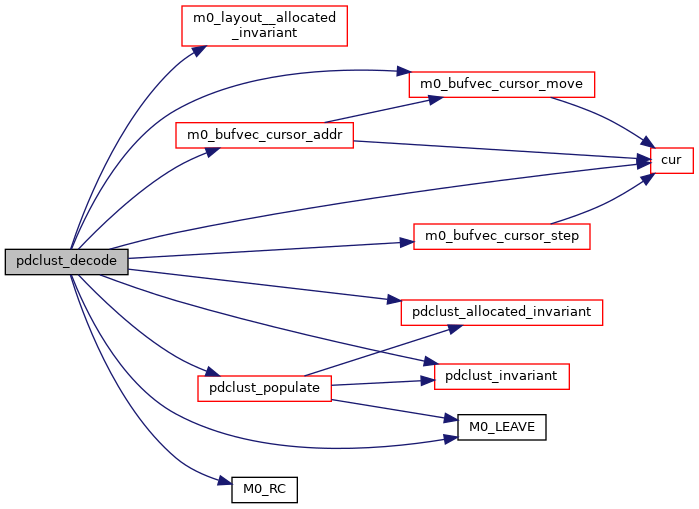 m0_layout__allocated
_invariant
m0_bufvec_cursor_move
m0_bufvec_cursor_addr
cur
m0_bufvec_cursor_step
pdclust_decode
pdclust_allocated_invariant
pdclust_invariant
pdclust_populate
M0_LEAVE
M0_RC